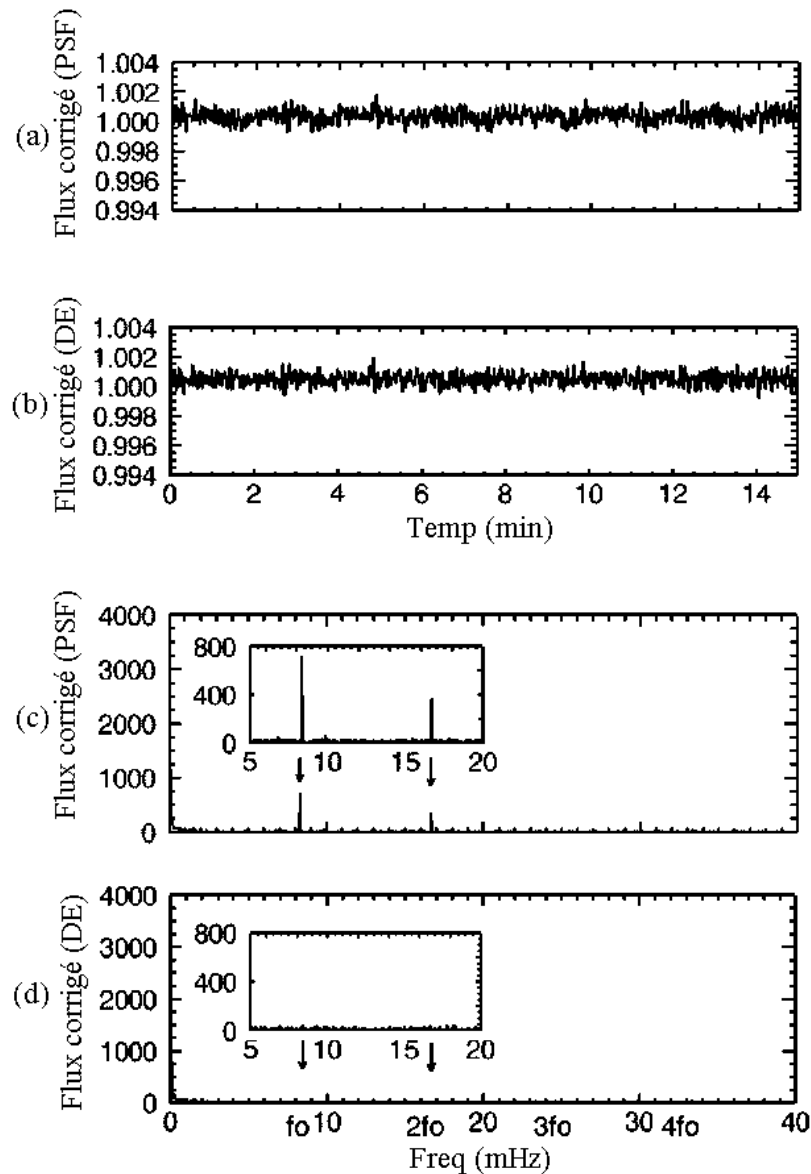 (a)
Flux corrigé (PSF)
1.004
1.002
1.000
0.998
0.996
0.994
(b)
Flux corrigé (DE)
1.004
1.002
1.000
0.998
0.996
0.994
0 2 4 6 8 10 12 14
Temp (min)
(c)
Flux corrigé (PSF)
4000
3000
2000
1000
0
800
400
0
5 10 15 20
(d)
Flux corrigé (DE)
4000
3000
2000
1000
0
800
400
0
5 10 15 20
0 fo 10 2fo 20 3fo 30 4fo 40
Freq (mHz)